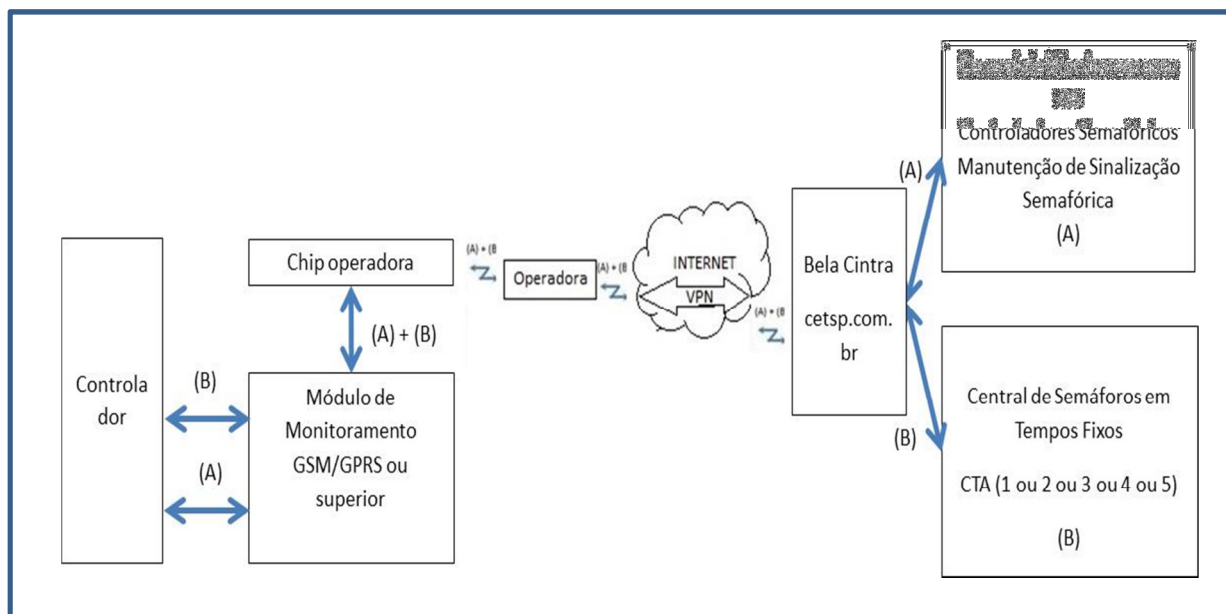 Controladores Semafóricos
Manutenção de Sinalização
Semafórica
(A)
(A)
Bela Cintra
cetsp.com.
br
(B)
Central de Semáforos em
Tempos Fixos
CTA (1 ou 2 ou 3 ou 4 ou 5)
(B)
INTERNET
VPN
(A) + (B
(A) + (B
Operadora
(A) + (B
Chip operadora
(A) + (B)
Módulo de
Monitoramento
GSM/GPRS ou
superior
(B)
(A)
Controla
dor